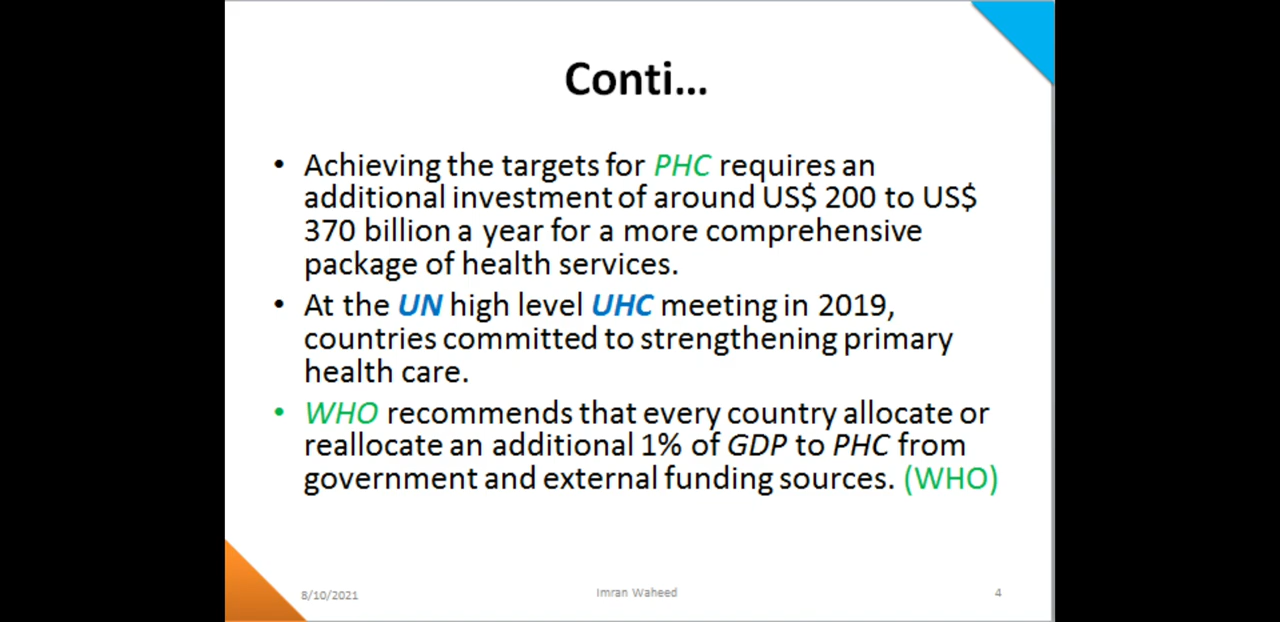 Conti...
• Achieving the targets for PHC requires an
additional investment of around US$ 200 to US$
370 billion a year for a more comprehensive
package of health services.
• At the UN high level UHC meeting in 2019,
countries committed to strengthening primary
health care.
• WHO recommends that every country allocate or
reallocate an additional 1% of GDP to PHC from
government and external funding sources. (WHO)
8/10/2021 Imran Waheed 4